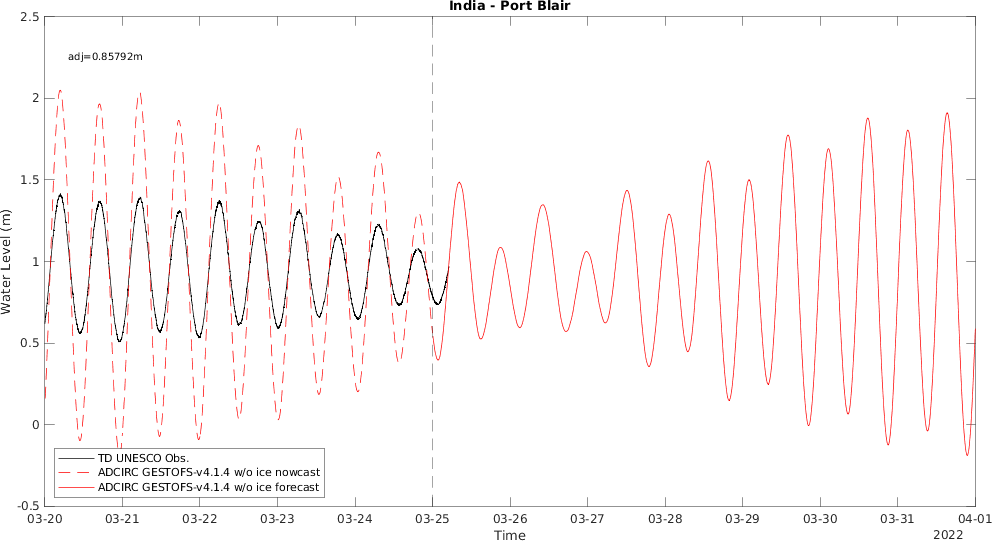 India - Port Blair
adj=0.85792m
Water Level (m)
2.5
2
1.5
1
0.5
0
-0.5
TD UNESCO Obs.
ADCIRC GESTOFS-v4.1.4 w/o ice nowcast
ADCIRC GESTOFS-v4.1.4 w/o ice forecast
03-20 03-21 03-22 03-23 03-24 03-25 03-26 03-27 03-28 03-29 03-30 03-31 04-01
Time
2022